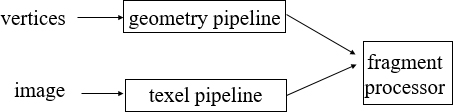 vertices
geometry pipeline
image
texel pipeline
fragment
processor